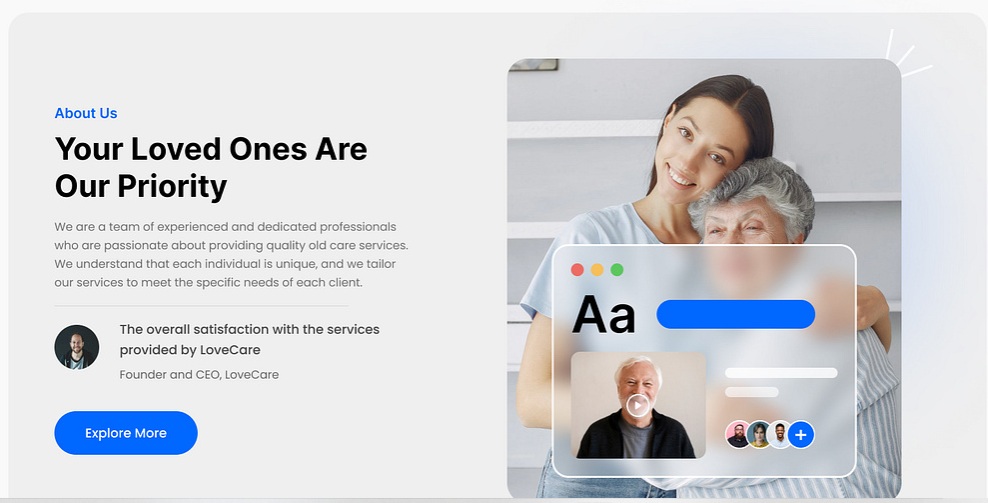 About Us
Your Loved Ones Are
Our Priority
We are a team of experienced and dedicated professionals
who are passionate about providing quality old care services.
We understand that each individual is unique, and we tailor
our services to meet the specific needs of each client.
The overall satisfaction with the services
provided by LoveCare
Founder and CEO, LoveCare
Explore More
Aa